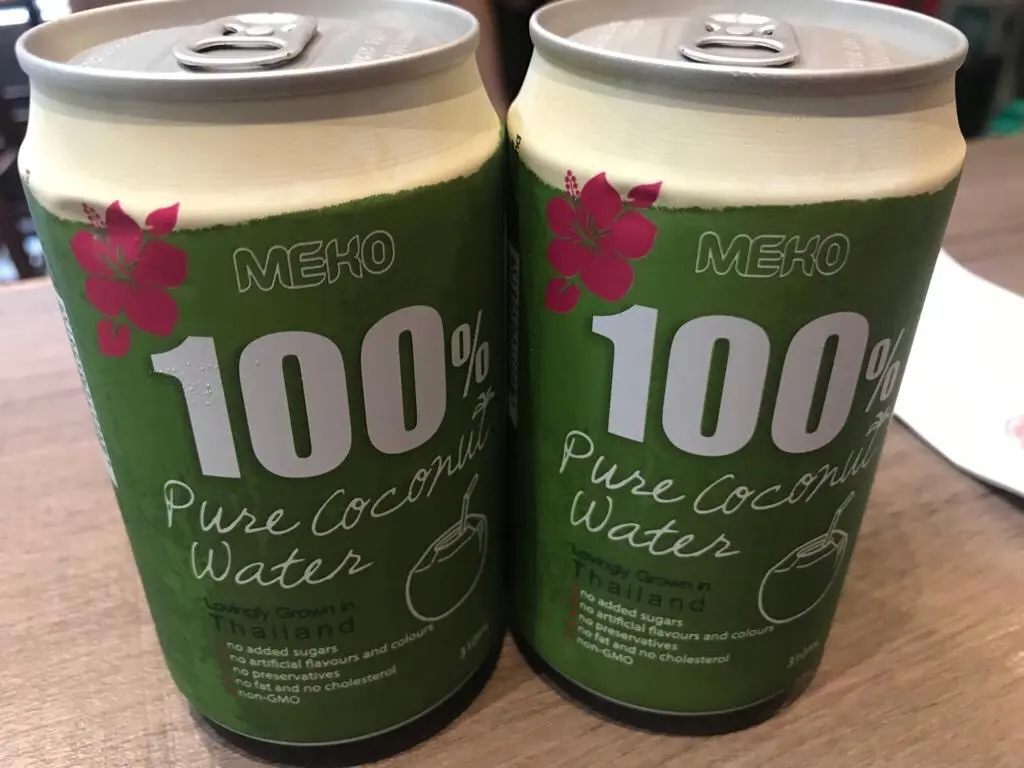 MEKO
100%
Pure Coconut
Water
Lovingly Grown in
Thailand
no added sugars
no artificial flavours and colours
no preservatives
no fat and no cholesterol
non-GMO
310ml
MEKO
100%
Pure Coconut
Water
Lovingly Grown in
Thailand
no added sugars
no artificial flavours and colours
no preservatives
no fat and no cholesterol
non-GMO